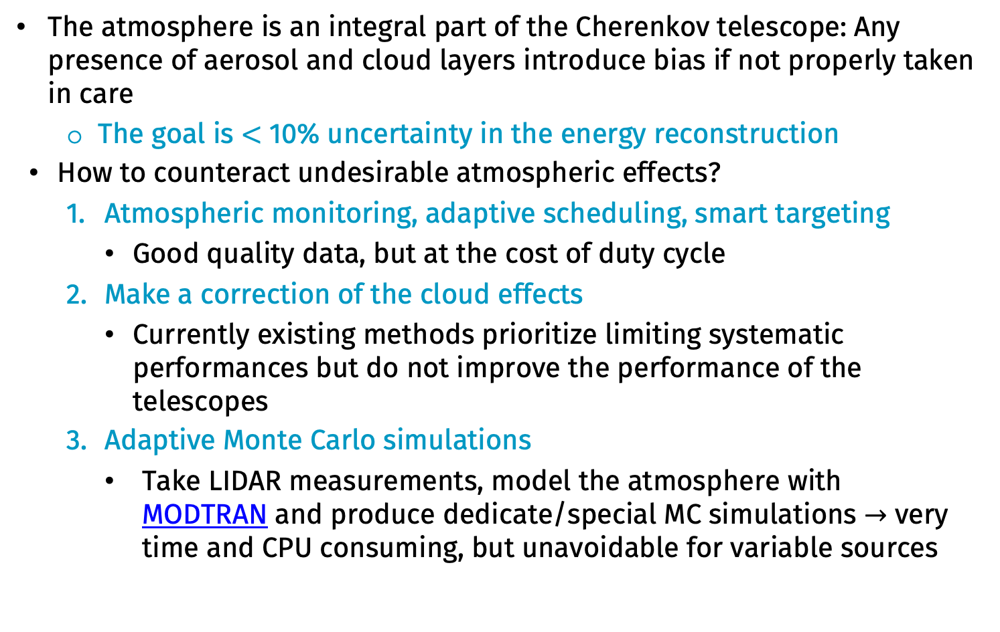 • The atmosphere is an integral part of the Cherenkov telescope: Any
presence of aerosol and cloud layers introduce bias if not properly taken
in care
○ The goal is < 10% uncertainty in the energy reconstruction
• How to counteract undesirable atmospheric effects?
1. Atmospheric monitoring, adaptive scheduling, smart targeting
• Good quality data, but at the cost of duty cycle
2. Make a correction of the cloud effects
• Currently existing methods prioritize limiting systematic
performances but do not improve the performance of the
telescopes
3. Adaptive Monte Carlo simulations
• Take LIDAR measurements, model the atmosphere with
MODTRAN and produce dedicate/special MC simulations → very
time and CPU consuming, but unavoidable for variable sources